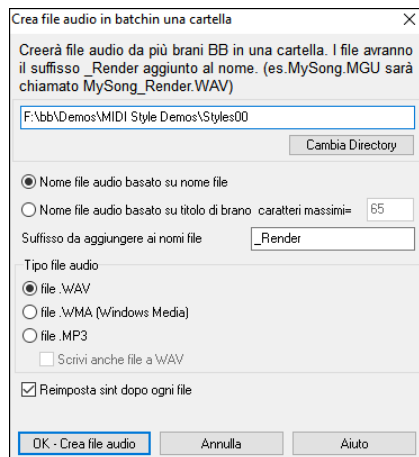 Crea file audio in batchin una cartella
Creerà file audio da più brani BB in una cartella. I file avranno
il suffisso _Render aggiunto al nome. (es.MySong.MGU sarà
chiamato MySong_Render.WAV)
F:\bb\Demos\MIDI Style Demos\Styles00
Cambia Directory
Nome file audio basato su nome file
Nome file audio basato su titolo di brano caratteri massimi= 65
Suffisso da aggiungere ai nomi file _Render
Tipo file audio
file .WAV
file .WMA (Windows Media)
file .MP3
Scrivi anche file a WAV
Reimposta sint dopo ogni file
OK - Crea file audio Annulla Aiuto